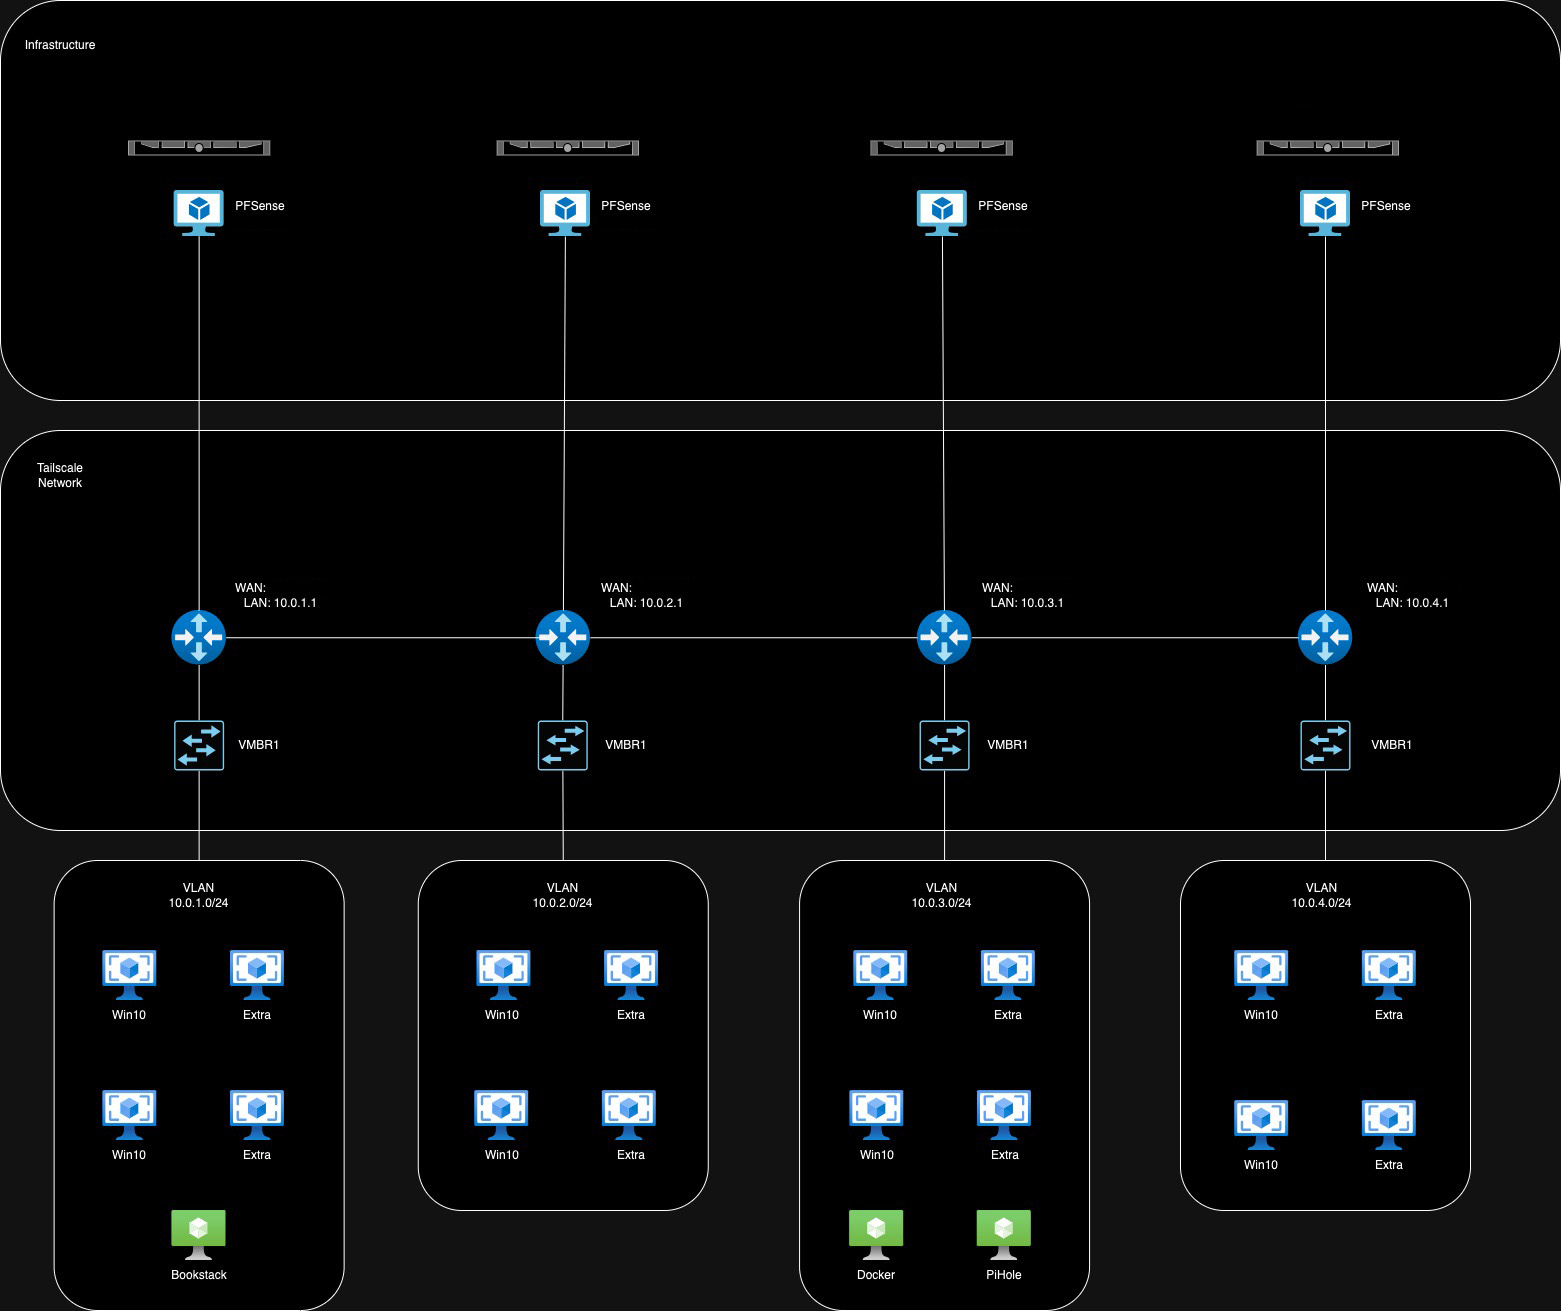 Infrastructure
PFSense
PFSense
PFSense
PFSense
Tailscale
Network
WAN:
LAN: 10.0.1.1
WAN:
LAN: 10.0.2.1
WAN:
LAN: 10.0.3.1
WAN:
LAN: 10.0.4.1
VMBR1
VMBR1
VMBR1
VMBR1
VLAN
10.0.1.0/24
Win10
Extra
Win10
Extra
Bookstack
VLAN
10.0.2.0/24
Win10
Extra
Win10
Extra
VLAN
10.0.3.0/24
Win10
Extra
Win10
Extra
Docker
PiHole
VLAN
10.0.4.0/24
Win10
Extra
Win10
Extra